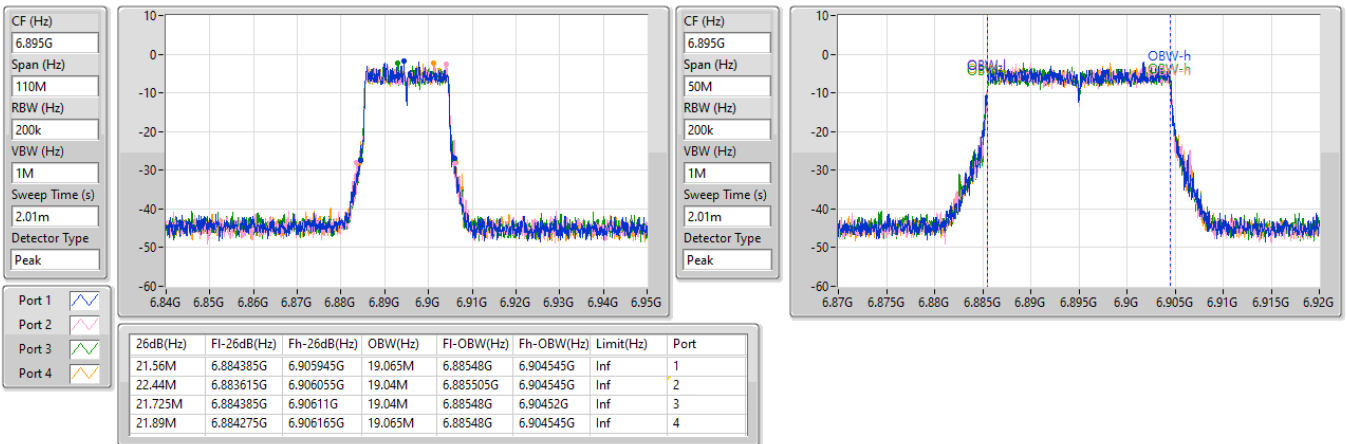 CF (Hz)
6.895G
Span (Hz)
110M
RBW (Hz)
200k
VBW (Hz)
1M
Sweep Time (s)
2.01m
Detector Type
Peak
10
0
-10
-20
-30
-40
-50
-60
6.84G 6.85G 6.86G 6.87G 6.88G 6.89G 6.9G 6.91G 6.92G 6.93G 6.94G 6.95G
CF (Hz)
6.895G
Span (Hz)
50M
RBW (Hz)
200k
VBW (Hz)
1M
Sweep Time (s)
2.01m
Detector Type
Peak
10
0
-10
-20
-30
-40
-50
-60
OBW-l
OBW-h
OBW-h
6.87G 6.875G 6.88G 6.885G 6.89G 6.895G 6.9G 6.905G 6.91G 6.915G 6.92G
Port 1
Port 2
Port 3
Port 4
26dB(Hz) Fl-26dB(Hz) Fh-26dB(Hz) OBW(Hz) Fl-OBW(Hz) Fh-OBW(Hz) Limit(Hz) Port
21.56M 6.884385G 6.905945G 19.065M 6.88548G 6.904545G Inf 1
22.44M 6.883615G 6.906055G 19.04M 6.885505G 6.904545G Inf 2
21.725M 6.884385G 6.90611G 19.04M 6.88548G 6.90452G Inf 3
21.89M 6.884275G 6.906165G 19.065M 6.88548G 6.904545G Inf 4